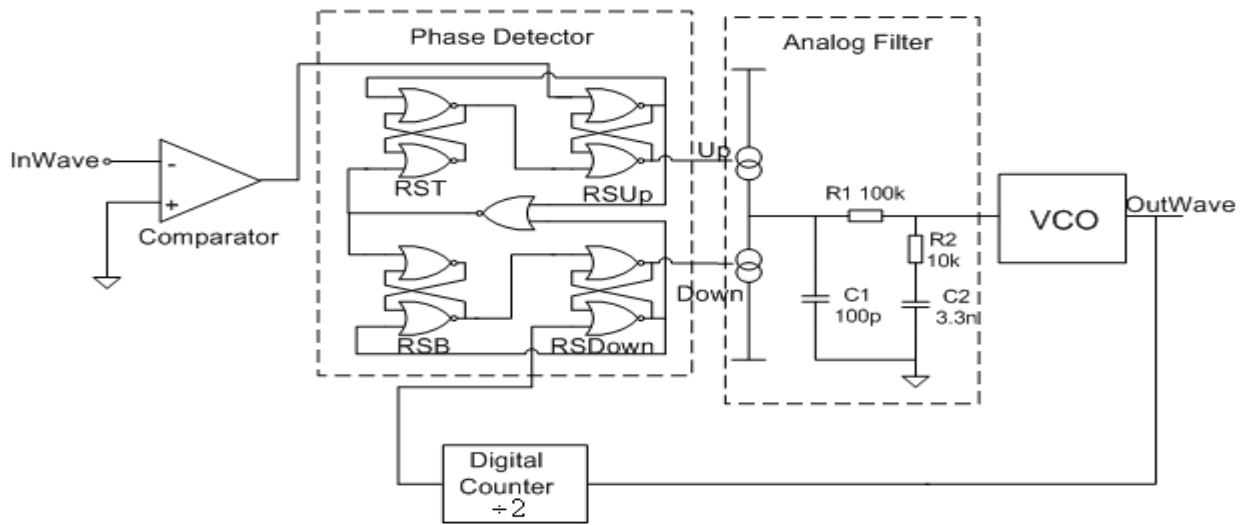 Phase Detector
Analog Filter
InWave
-
+
Comparator
RST
RSUp
Up
R1 100k
VCO
OutWave
R2
10k
Down
C1
100p
C2
3.3n
RSB
RSDown
Digital
Counter
÷2